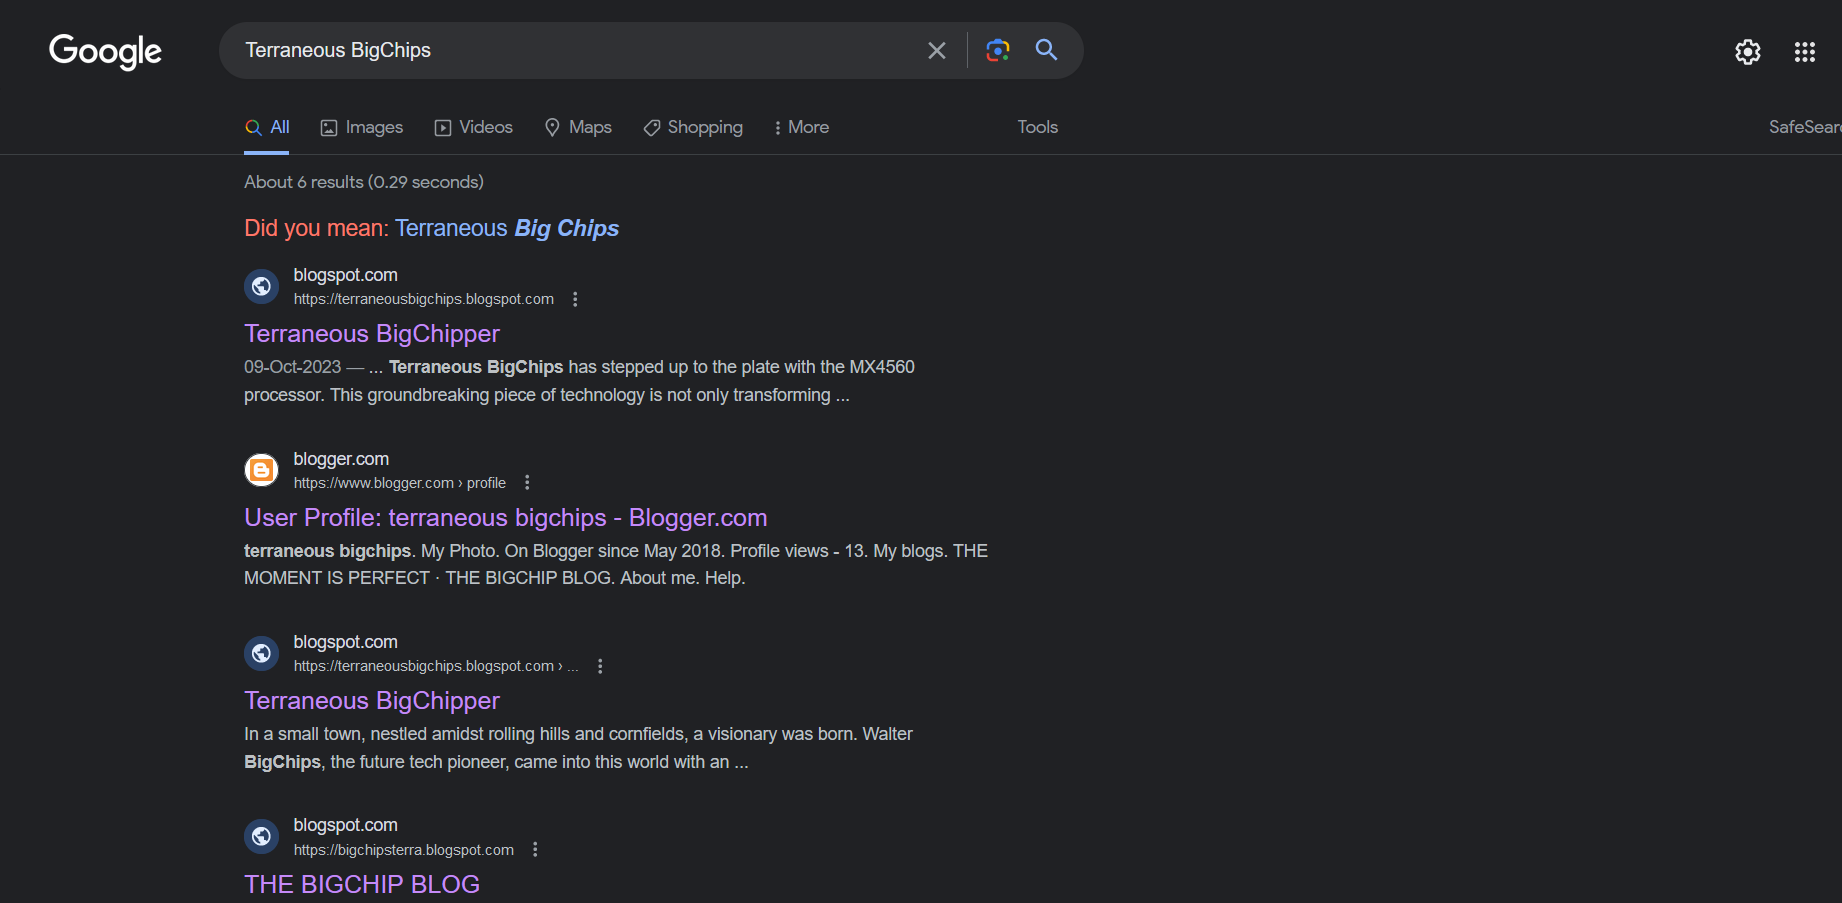 Google
Terraneous BigChips
All Images Videos Maps Shopping More Tools SafeSear
About 6 results (0.29 seconds)
Did you mean: Terraneous Big Chips
blogspot.com
https://terraneousbigchips.blogspot.com
Terraneous BigChipper
09-Oct-2023 — ... Terraneous BigChips has stepped up to the plate with the MX4560
processor. This groundbreaking piece of technology is not only transforming ...
blogger.com
https://www.blogger.com › profile
User Profile: terraneous bigchips - Blogger.com
terraneous bigchips. My Photo. On Blogger since May 2018. Profile views - 13. My blogs. THE
MOMENT IS PERFECT · THE BIGCHIP BLOG. About me. Help.
blogspot.com
https://terraneousbigchips.blogspot.com › ...
Terraneous BigChipper
In a small town, nestled amidst rolling hills and cornfields, a visionary was born. Walter
BigChips, the future tech pioneer, came into this world with an ...
blogspot.com
https://bigchipsterra.blogspot.com
THE BIGCHIP BLOG